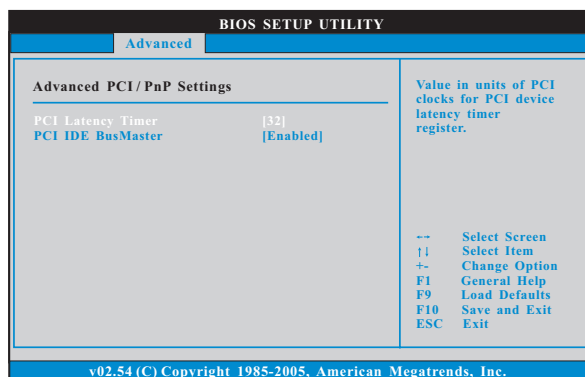 BIOS SETUP UTILITY
Advanced
Advanced PCI / PnP Settings
PCI Latency Timer [32]
PCI IDE BusMaster [Enabled]
Value in units of PCI
clocks for PCI device
latency timer
register.
←→ Select Screen
↑↓ Select Item
+- Change Option
F1 General Help
F9 Load Defaults
F10 Save and Exit
ESC Exit
v02.54 (C) Copyright 1985-2005, American Megatrends, Inc.